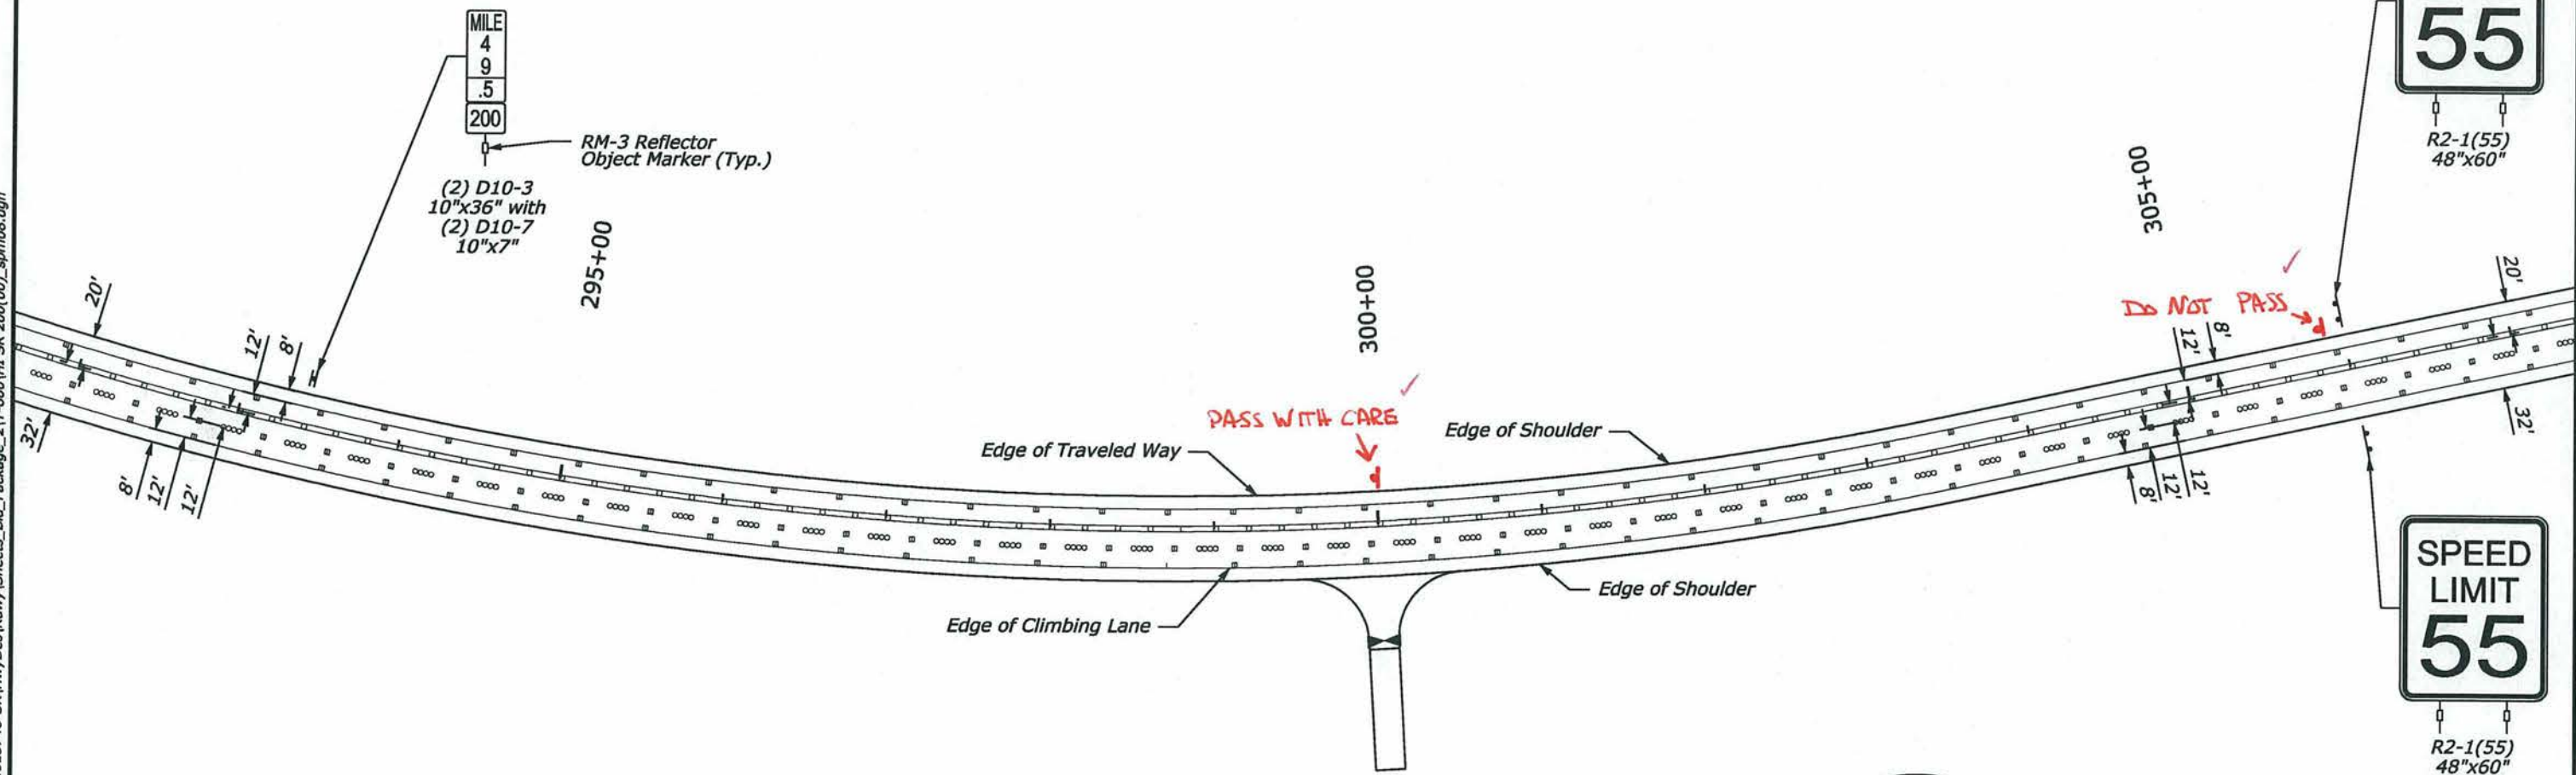 MILE
4
9
.5
200
RM-3 Reflector
Object Marker (Typ.)
(2) D10-3
10"x36" with
(2) D10-7
10"x7"
295+00
300+00
305+00
55
R2-1(55)
48"x60"
20'
12'
8'
32'
8'
12'
12'
PASS WITH CARE
Edge of Traveled Way
Edge of Shoulder
DO NOT PASS
12'
8'
20'
32'
8'
12'
12'
Edge of Climbing Lane
Edge of Shoulder
SPEED
LIMIT
55
R2-1(55)
48"x60"